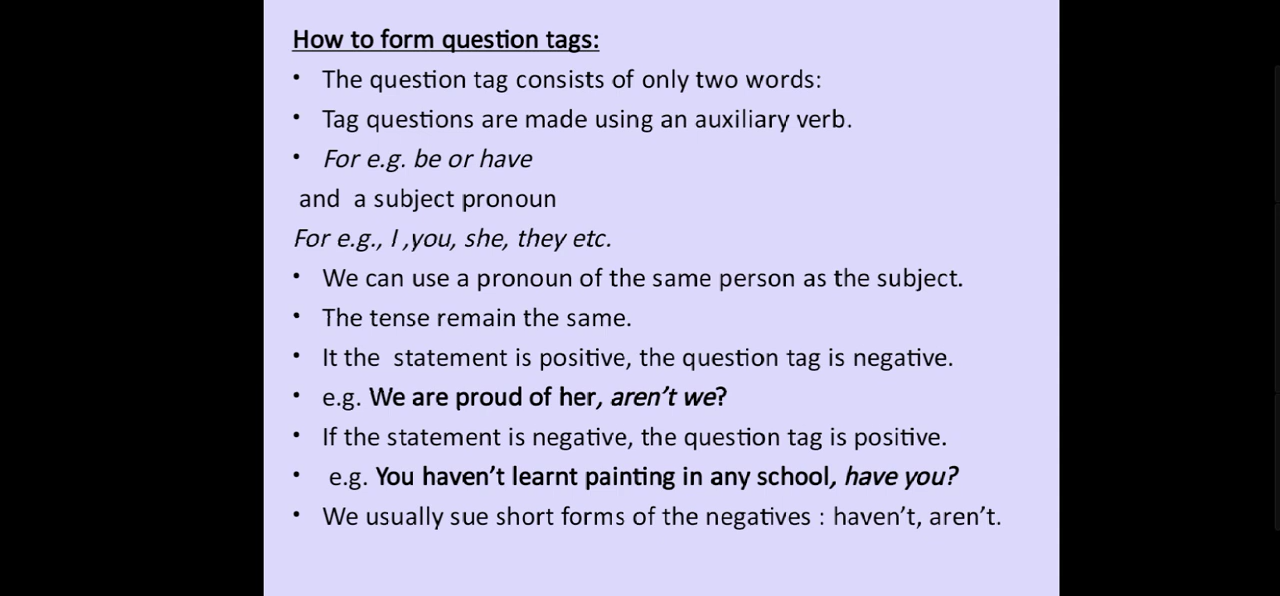 How to form question tags:
• The question tag consists of only two words:
• Tag questions are made using an auxiliary verb.
• For e.g. be or have
and a subject pronoun
For e.g., I ,you, she, they etc.
• We can use a pronoun of the same person as the subject.
• The tense remain the same.
• It the statement is positive, the question tag is negative.
• e.g. We are proud of her, aren’t we?
• If the statement is negative, the question tag is positive.
• e.g. You haven’t learnt painting in any school, have you?
• We usually sue short forms of the negatives : haven’t, aren’t.